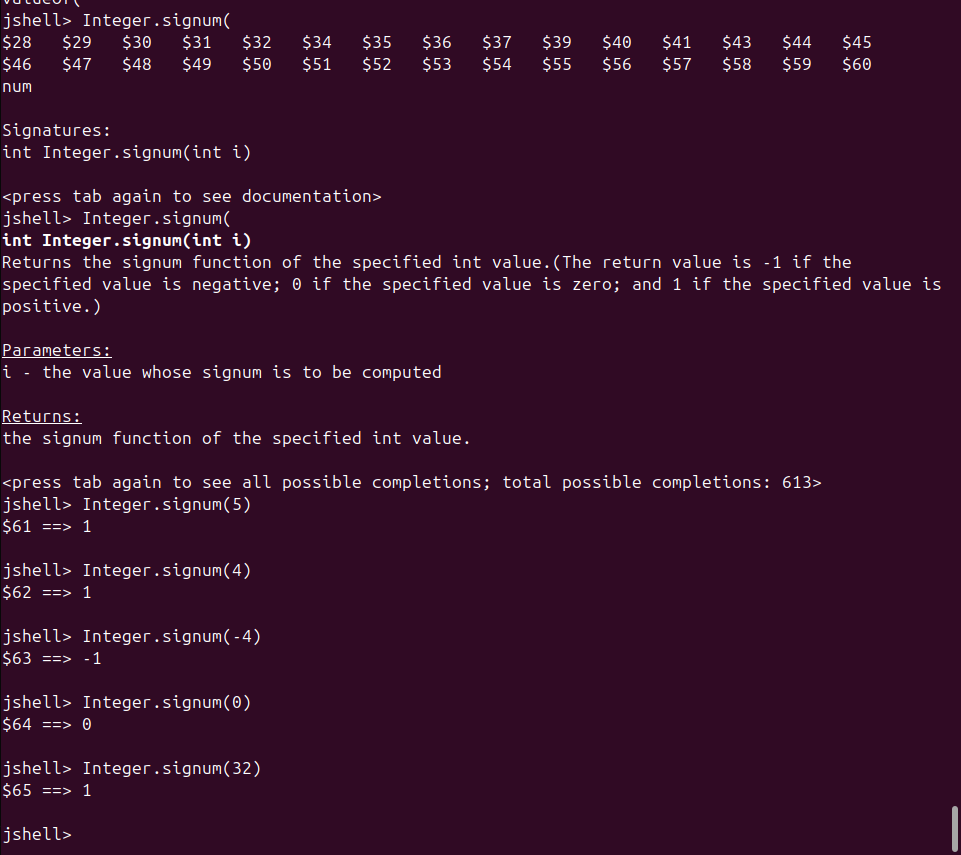 valueOf(
jshell> Integer.signum(
$28   $29   $30   $31   $32   $34   $35   $36   $37   $39   $40   $41   $43   $44   $45
$46   $47   $48   $49   $50   $51   $52   $53   $54   $55   $56   $57   $58   $59   $60
num
Signatures:
int Integer.signum(int i)
<press tab again to see documentation>
jshell> Integer.signum(
int Integer.signum(int i)
Returns the signum function of the specified int value.(The return value is -1 if the
specified value is negative; 0 if the specified value is zero; and 1 if the specified value is
positive.)
Parameters:
i - the value whose signum is to be computed
Returns:
the signum function of the specified int value.
<press tab again to see all possible completions; total possible completions: 613>
jshell> Integer.signum(5)
$61 ==> 1
jshell> Integer.signum(4)
$62 ==> 1
jshell> Integer.signum(-4)
$63 ==> -1
jshell> Integer.signum(0)
$64 ==> 0
jshell> Integer.signum(32)
$65 ==> 1
jshell>